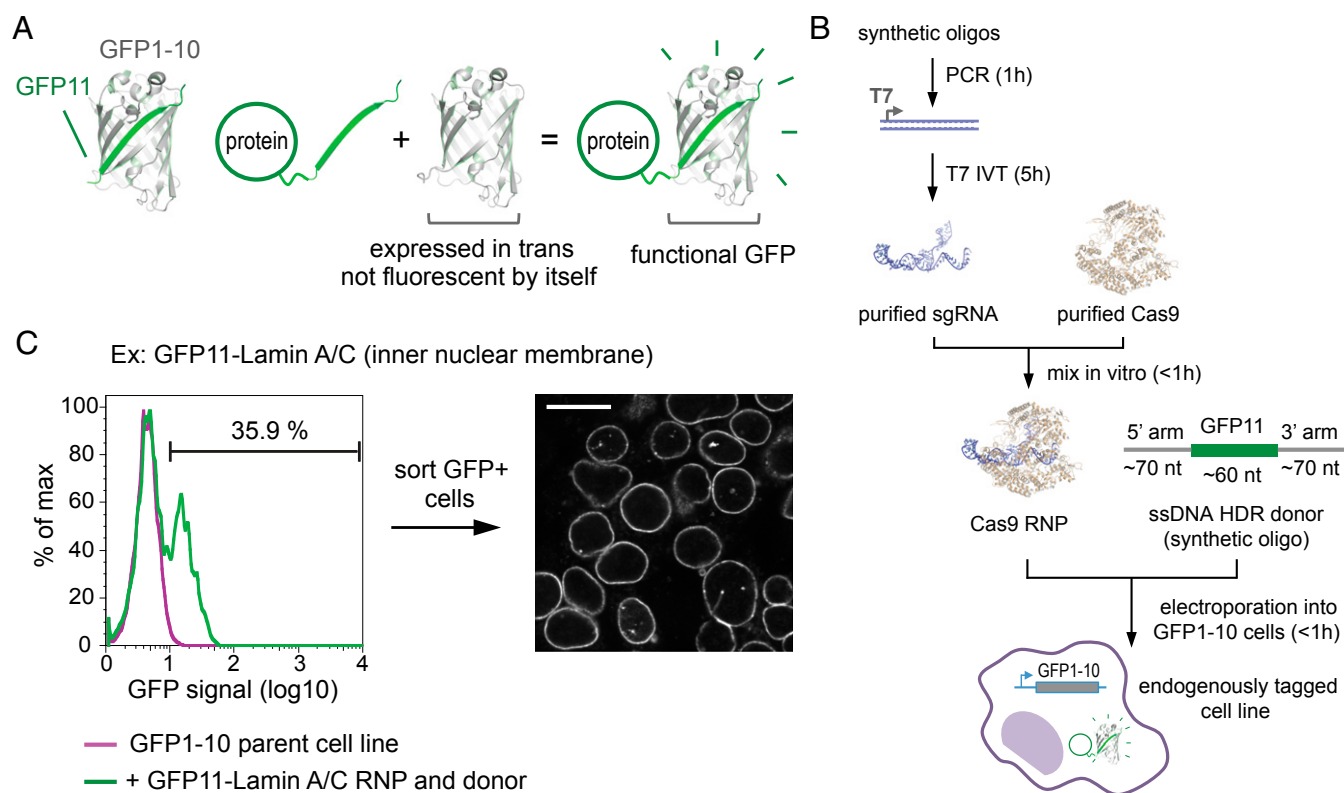 A
GFP1-10
GFP11
protein
+
=
protein
expressed in trans
not fluorescent by itself
functional GFP
B
synthetic oligos
PCR (1h)
T7
T7 IVT (5h)
purified sgRNA
purified Cas9
mix in vitro (<1h)
Cas9 RNP
5’ arm
GFP11
3’ arm
~70 nt
~60 nt
~70 nt
ssDNA HDR donor
(synthetic oligo)
electroporation into
GFP1-10 cells (<1h)
GFP1-10
endogenously tagged
cell line
C
Ex: GFP11-Lamin A/C (inner nuclear membrane)
% of max
100
80
60
40
20
0
35.9 %
0
1
2
3
4
GFP signal (log10)
sort GFP+
cells
GFP1-10 parent cell line
+ GFP11-Lamin A/C RNP and donor